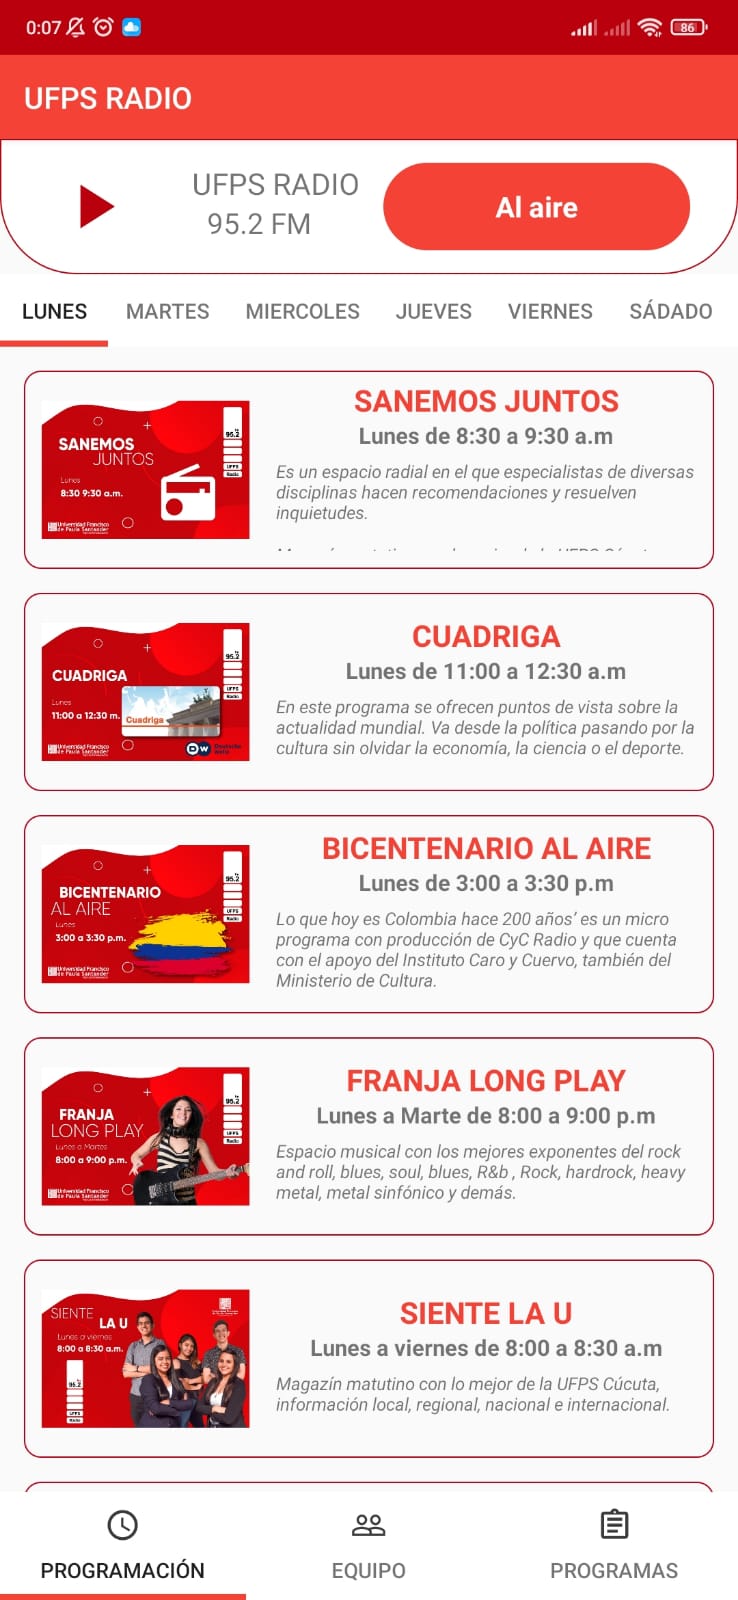 0:07
86
UFPS RADIO
UFPS RADIO
95.2 FM
Al aire
LUNES MARTES MIERCOLES JUEVES VIERNES SÁDADO
SANEMOS
JUNTOS
Lunes
8:30 9:30 a.m.
95.2
UFPS
Radio
Universidad Francisco
de Paula Santander
SANEMOS JUNTOS
Lunes de 8:30 a 9:30 a.m
Es un espacio radial en el que especialistas de diversas
disciplinas hacen recomendaciones y resuelven
inquietudes.
CUADRIGA
Lunes
11:00 a 12:30 m.
Cuadriga
95.2
UFPS
Radio
Universidad Francisco
de Paula Santander
DW Deutsche
Welle
CUADRIGA
Lunes de 11:00 a 12:30 a.m
En este programa se ofrecen puntos de vista sobre la
actualidad mundial. Va desde la política pasando por la
cultura sin olvidar la economía, la ciencia o el deporte.
BICENTENARIO
AL AIRE
Lunes
3:00 a 3:30 p.m.
95.2
UFPS
Radio
Universidad Francisco
de Paula Santander
BICENTENARIO AL AIRE
Lunes de 3:00 a 3:30 p.m
Lo que hoy es Colombia hace 200 años’ es un micro
programa con producción de CyC Radio y que cuenta
con el apoyo del Instituto Caro y Cuervo, también del
Ministerio de Cultura.
FRANJA
LONG PLAY
Lunes a Martes
8:00 a 9:00 p.m.
95.2
UFPS
Radio
Universidad Francisco
de Paula Santander
FRANJA LONG PLAY
Lunes a Marte de 8:00 a 9:00 p.m
Espacio musical con los mejores exponentes del rock
and roll, blues, soul, blues, R&b , Rock, hardrock, heavy
metal, metal sinfónico y demás.
SIENTE
LA U
Lunes a viernes
8:00 a 8:30 a.m.
95.2
UFPS
Radio
SIENTE LA U
Lunes a viernes de 8:00 a 8:30 a.m
Magazín matutino con lo mejor de la UFPS Cúcuta,
información local, regional, nacional e internacional.
PROGRAMACIÓN EQUIPO PROGRAMAS